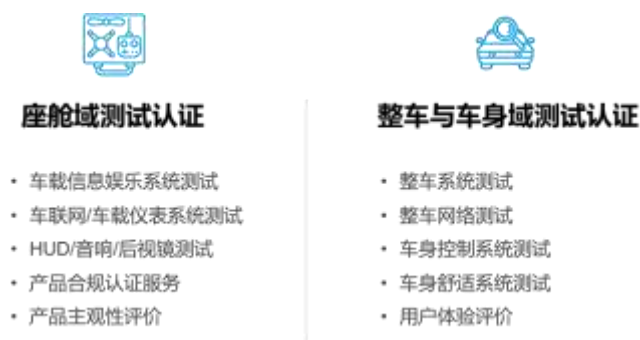 座舱域测试认证
• 车载信息娱乐系统测试
• 车联网/车载仪表系统测试
• HUD/音响/后视镜测试
• 产品合规认证服务
• 产品主观性评价
整车与车身域测试认证
• 整车系统测试
• 整车网络测试
• 车身控制系统测试
• 车身舒适系统测试
• 用户体验评价